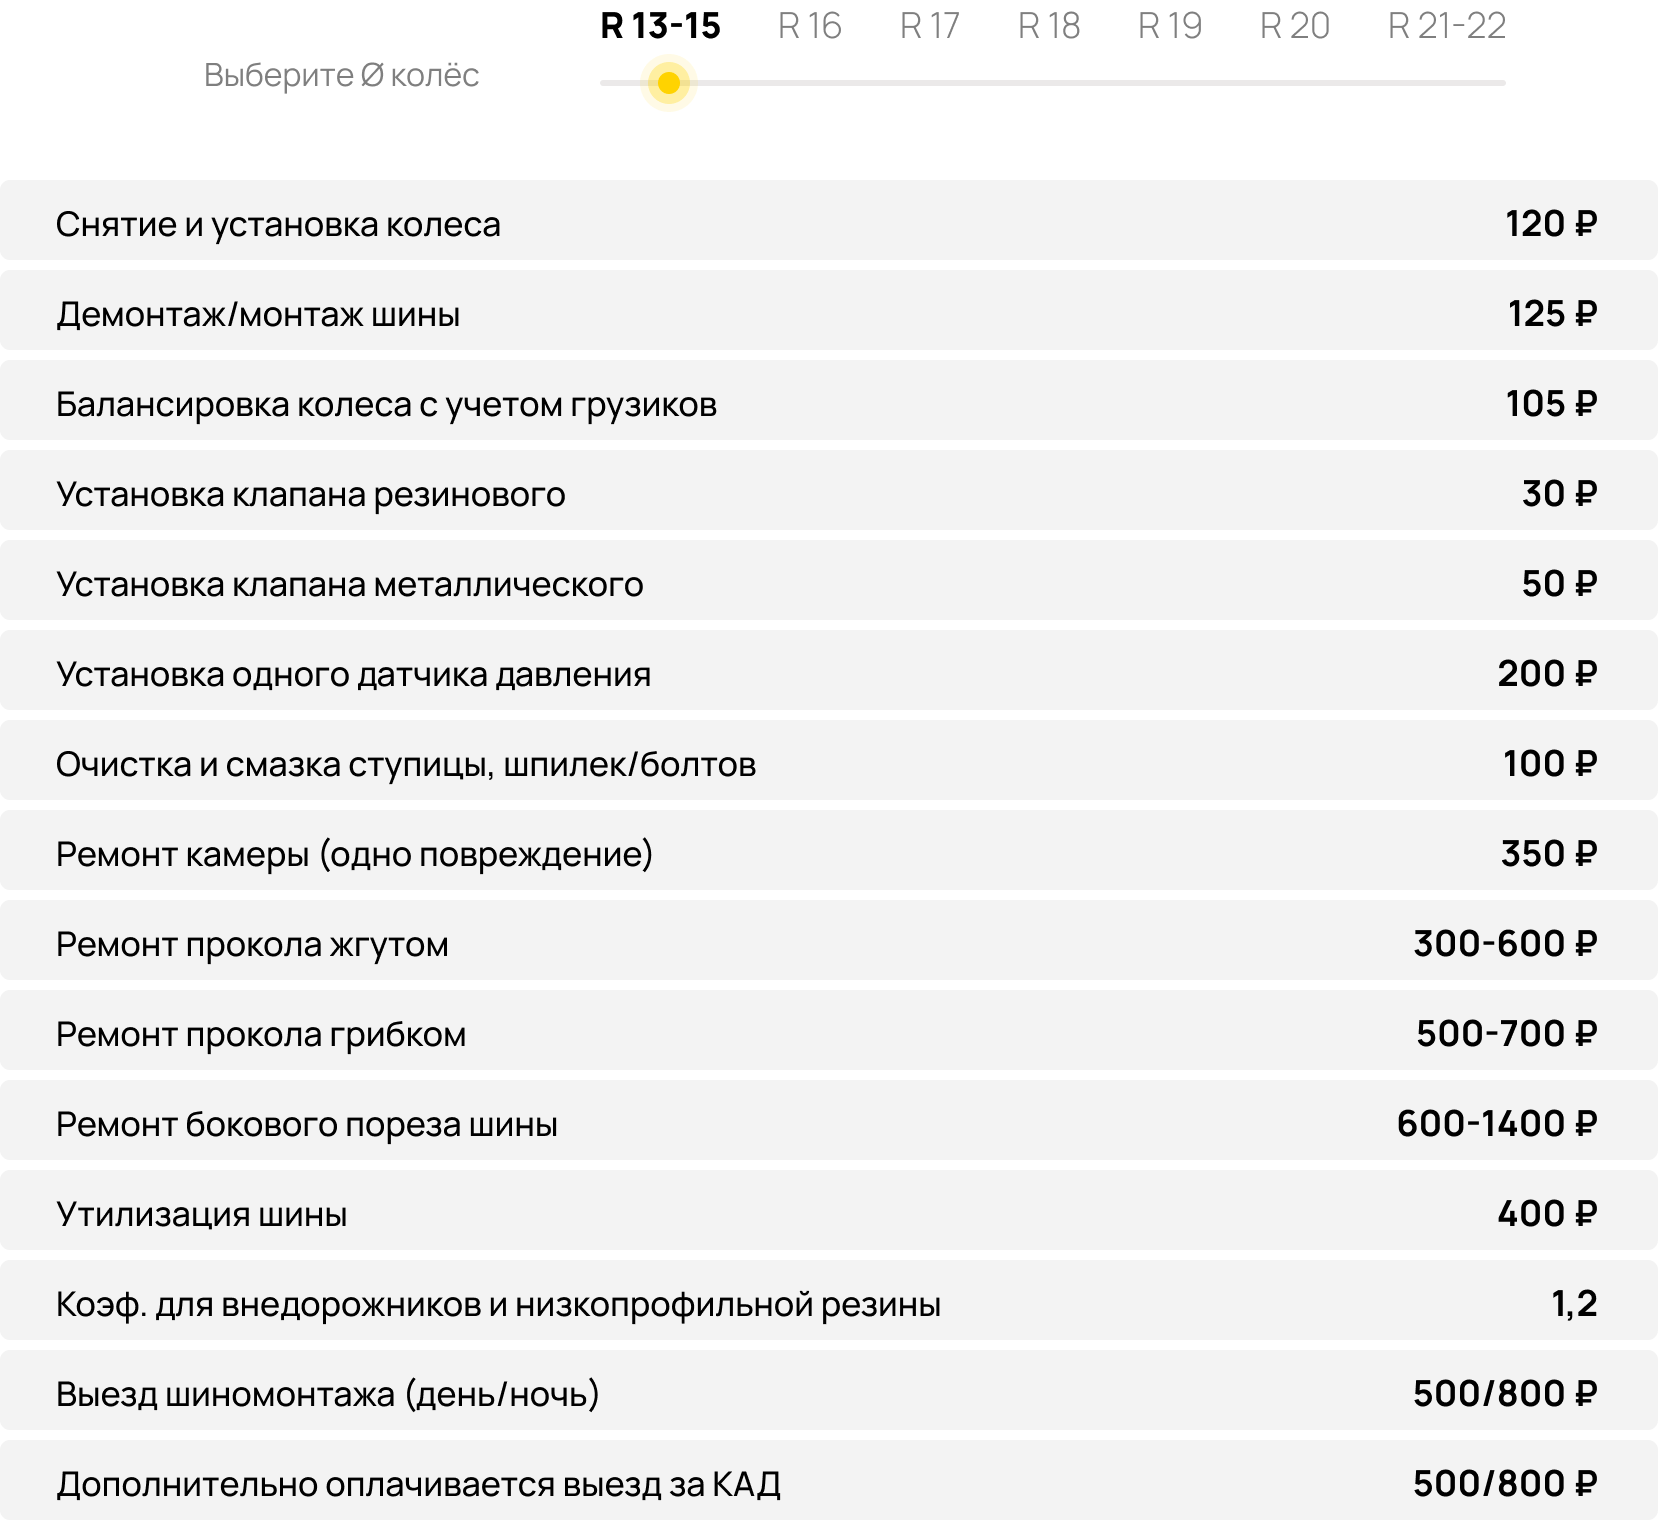 R 13-15 R 16 R 17 R 18 R 19 R 20 R 21-22
Выберите Ø колёс
Снятие и установка колеса 120 ₽
Демонтаж/монтаж шины 125 ₽
Балансировка колеса с учетом грузиков 105 ₽
Установка клапана резинового 30 ₽
Установка клапана металлического 50 ₽
Установка одного датчика давления 200 ₽
Очистка и смазка ступицы, шпилек/болтов 100 ₽
Ремонт камеры (одно повреждение) 350 ₽
Ремонт прокола жгутом 300-600 ₽
Ремонт прокола грибком 500-700 ₽
Ремонт бокового пореза шины 600-1400 ₽
Утилизация шины 400 ₽
Коэф. для внедорожников и низкопрофильной резины 1,2
Выезд шиномонтажа (день/ночь) 500/800 ₽
Дополнительно оплачивается выезд за КАД 500/800 ₽